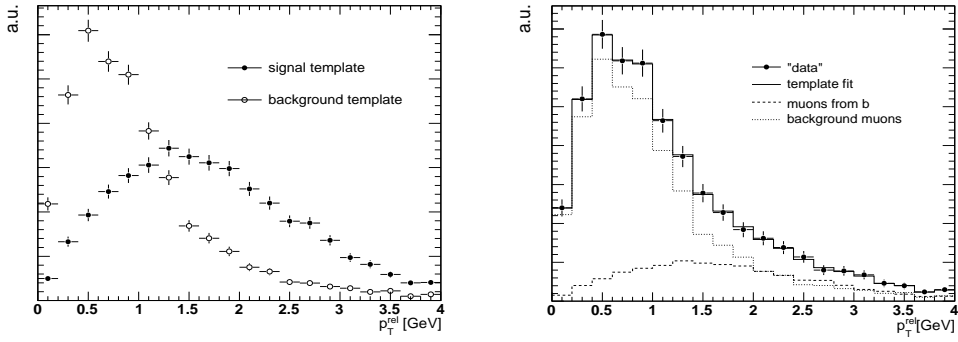 a.u.
signal template
background template
0 0.5 1 1.5 2 2.5 3 3.5 4
p_T^rel [GeV]
a.u.
"data"
template fit
muons from b
background muons
0 0.5 1 1.5 2 2.5 3 3.5 4
p_T^rel [GeV]